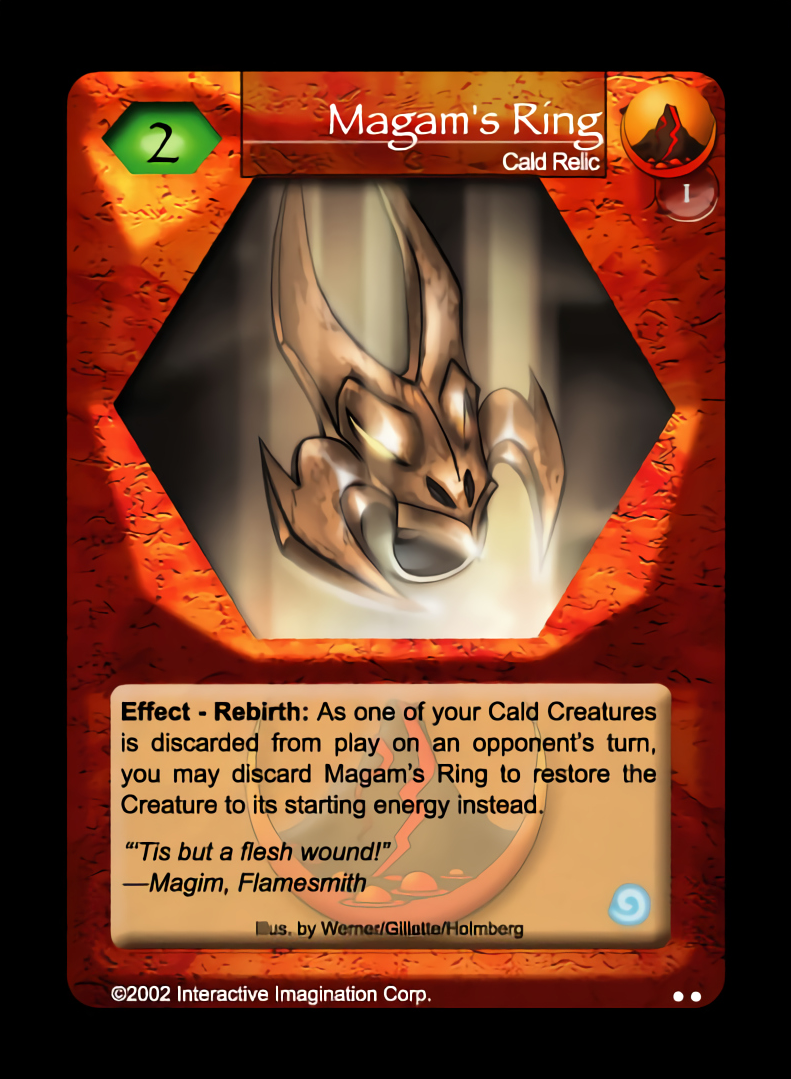 2
Magam's Ring
Cald Relic
I
Effect - Rebirth: As one of your Cald Creatures
is discarded from play on an opponent's turn,
you may discard Magam's Ring to restore the
Creature to its starting energy instead.
“‘Tis but a flesh wound!”
—Magim, Flamesmith
Illus. by Werner/Gillette/Holmberg
©2002 Interactive Imagination Corp.